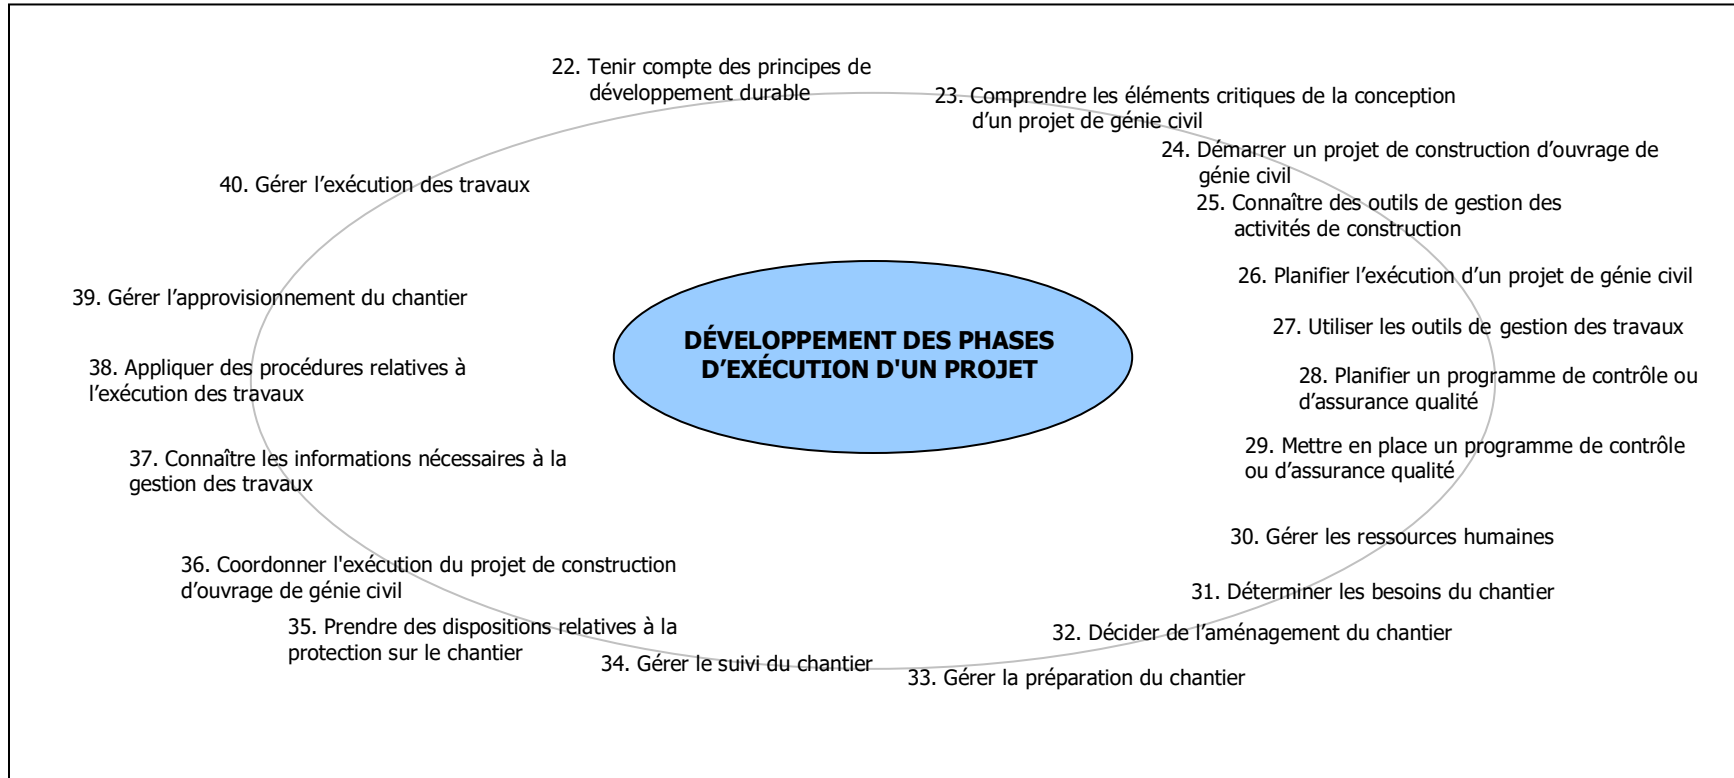 22. Tenir compte des principes de
développement durable
23. Comprendre les éléments critiques de la conception
d’un projet de génie civil
24. Démarrer un projet de construction d’ouvrage de
génie civil
25. Connaître des outils de gestion des
activités de construction
26. Planifier l’exécution d’un projet de génie civil
27. Utiliser les outils de gestion des travaux
28. Planifier un programme de contrôle ou
d’assurance qualité
29. Mettre en place un programme de contrôle
ou d’assurance qualité
30. Gérer les ressources humaines
31. Déterminer les besoins du chantier
32. Décider de l’aménagement du chantier
33. Gérer la préparation du chantier
34. Gérer le suivi du chantier
35. Prendre des dispositions relatives à la
protection sur le chantier
36. Coordonner l'exécution du projet de construction
d’ouvrage de génie civil
37. Connaître les informations nécessaires à la
gestion des travaux
38. Appliquer des procédures relatives à
l’exécution des travaux
39. Gérer l’approvisionnement du chantier
40. Gérer l’exécution des travaux
DÉVELOPPEMENT DES PHASES
D’EXÉCUTION D'UN PROJET